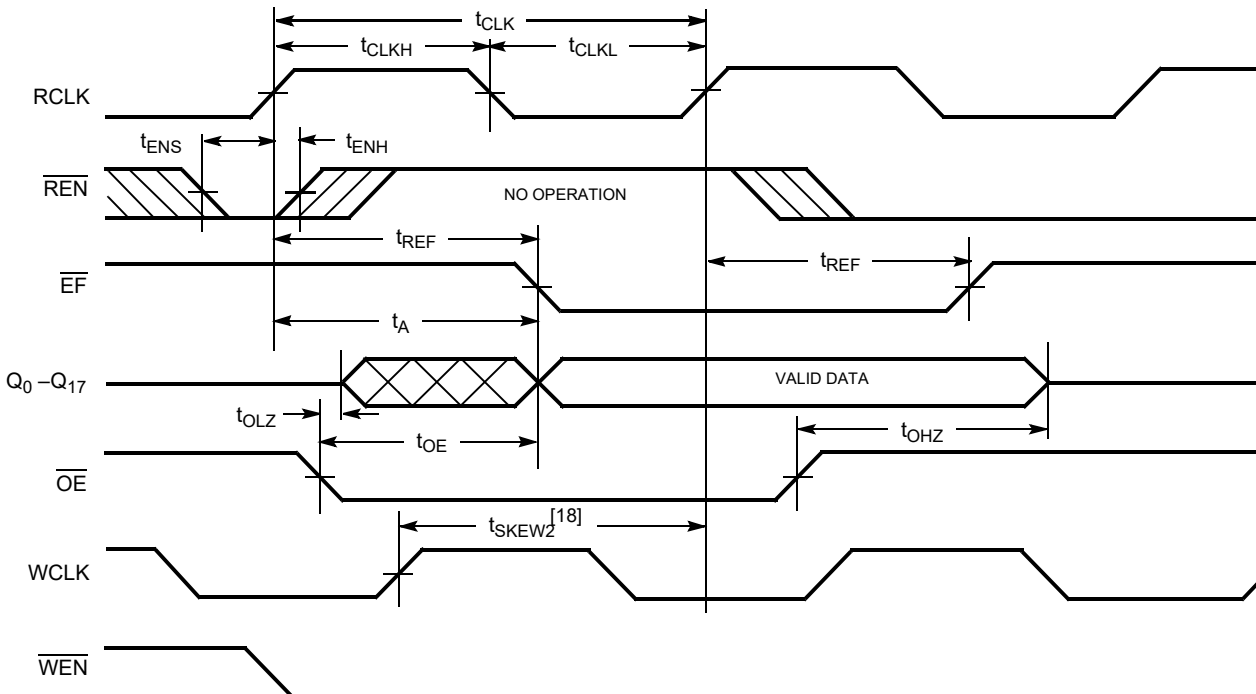 tCLK
tCLKH
tCLKL
RCLK
tENS
tENH
REN
NO OPERATION
tREF
tREF
EF
tA
Q0 –Q17
VALID DATA
tOLZ
tOE
tOHZ
OE
tSKEW2[18]
WCLK
WEN